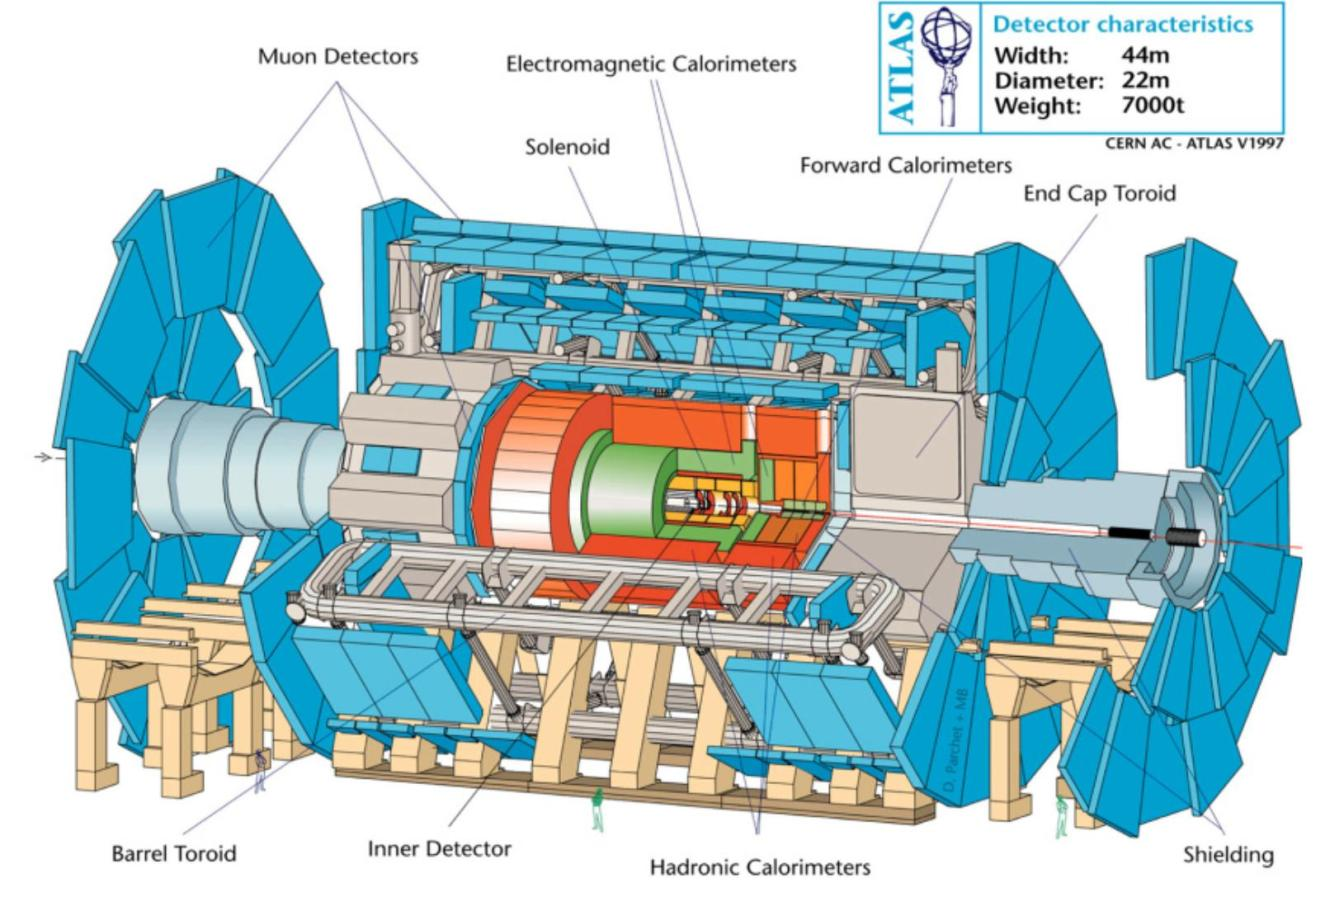 ATLAS
Detector characteristics
Width: 44m
Diameter: 22m
Weight: 7000t
CERN AC - ATLAS V1997
Muon Detectors
Electromagnetic Calorimeters
Solenoid
Forward Calorimeters
End Cap Toroid
D. Parchet + MB
Barrel Toroid
Inner Detector
Hadronic Calorimeters
Shielding